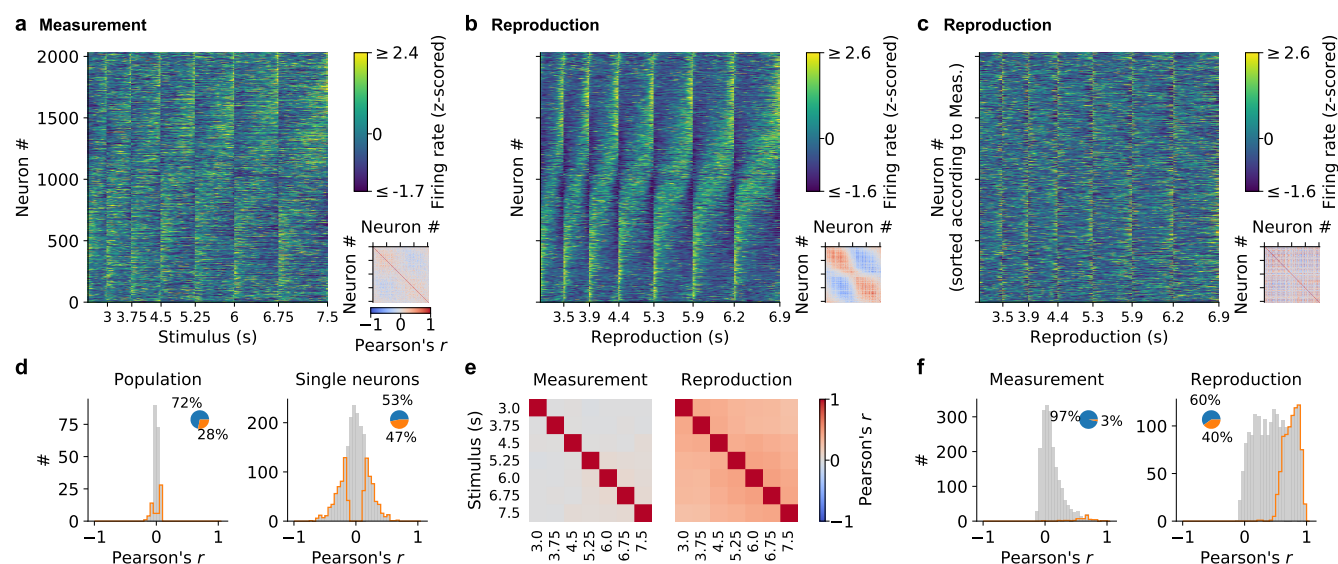 a Measurement
2000
1500
1000
500
0
Neuron #
3 3.75 4.5 5.25 6 6.75 7.5
Stimulus (s)
≥ 2.4
0
≤ -1.7
Firing rate (z-scored)
Neuron #
Neuron #
−1 0 1
Pearson's r
b Reproduction
Neuron #
3.5 3.9 4.4 5.3 5.9 6.2 6.9
Reproduction (s)
≥ 2.6
0
≤ -1.6
Firing rate (z-scored)
Neuron #
Neuron #
c Reproduction
Neuron #
(sorted according to Meas.)
3.5 3.9 4.4 5.3 5.9 6.2 6.9
Reproduction (s)
≥ 2.6
0
≤ -1.6
Firing rate (z-scored)
Neuron #
Neuron #
d
Population
72%
28%
75
50
25
0
#
−1 0 1
Pearson's r
Single neurons
53%
47%
200
100
0
−1 0 1
Pearson's r
e
Measurement Reproduction
Stimulus (s)
3.0
3.75
4.5
5.25
6.0
6.75
7.5
3.0 3.75 4.5 5.25 6.0 6.75 7.5
3.0 3.75 4.5 5.25 6.0 6.75 7.5
1
0
−1
Pearson's r
f
Measurement
97% 3%
300
200
100
0
#
−1 0 1
Pearson's r
Reproduction
60%
40%
100
50
0
−1 0 1
Pearson's r